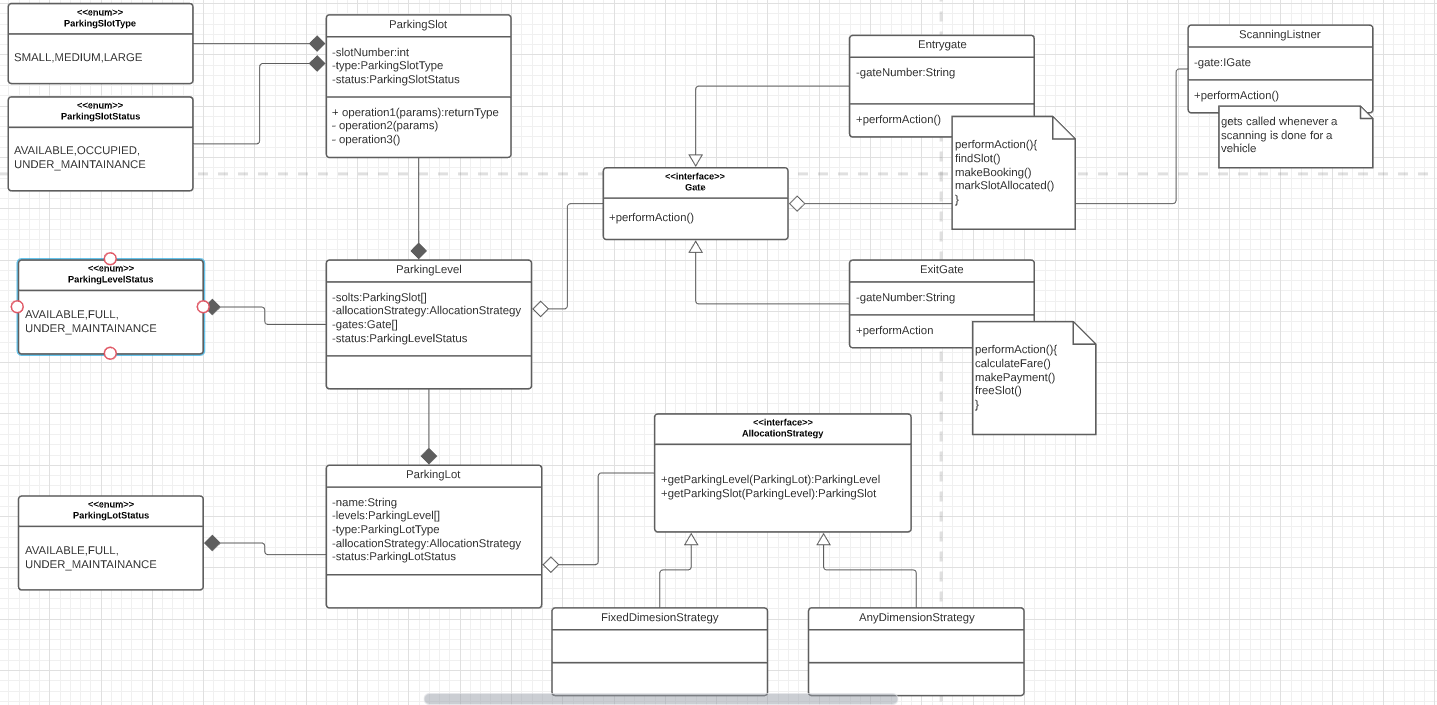 <<enum>>
ParkingSlotType
SMALL,MEDIUM,LARGE
<<enum>>
ParkingSlotStatus
AVAILABLE,OCCUPIED,
UNDER_MAINTAINANCE
ParkingSlot
-slotNumber:int
-type:ParkingSlotType
-status:ParkingSlotStatus
+ operation1(params):returnType
- operation2(params)
- operation3()
Entrygate
-gateNumber:String
+performAction()
performAction(){
findSlot()
makeBooking()
markSlotAllocated()
}
ScanningListner
-gate:IGate
+performAction()
gets called whenever a
scanning is done for a
vehicle
<<interface>>
Gate
+performAction()
<<enum>>
ParkingLevelStatus
AVAILABLE,FULL,
UNDER_MAINTAINANCE
ParkingLevel
-solts:ParkingSlot[]
-allocationStrategy:AllocationStrategy
-gates:Gate[]
-status:ParkingLevelStatus
ExitGate
-gateNumber:String
+performAction
performAction(){
calculateFare()
makePayment()
freeSlot()
}
<<interface>>
AllocationStrategy
+getParkingLevel(ParkingLot):ParkingLevel
+getParkingSlot(ParkingLevel):ParkingSlot
<<enum>>
ParkingLotStatus
AVAILABLE,FULL,
UNDER_MAINTAINANCE
ParkingLot
-name:String
-levels:ParkingLevel[]
-type:ParkingLotType
-allocationStrategy:AllocationStrategy
-status:ParkingLotStatus
FixedDimesionStrategy
AnyDimensionStrategy